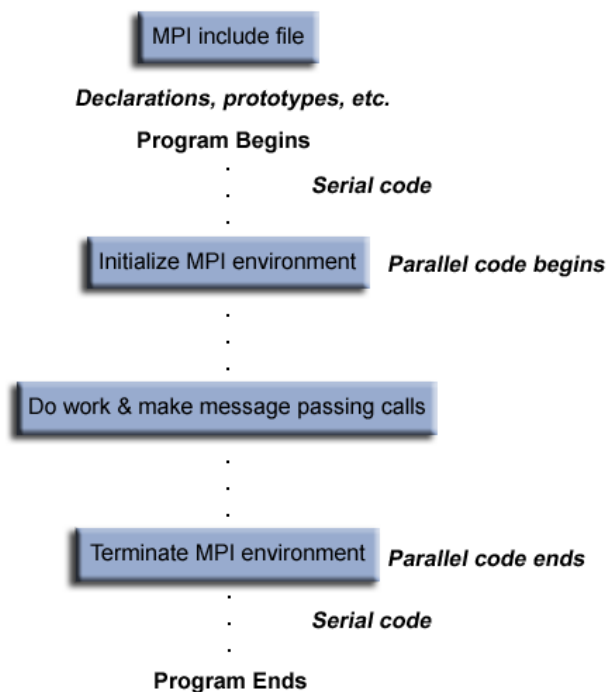 MPI include file
Declarations, prototypes, etc.
Program Begins
Serial code
Initialize MPI environment
Parallel code begins
Do work & make message passing calls
Terminate MPI environment
Parallel code ends
Serial code
Program Ends